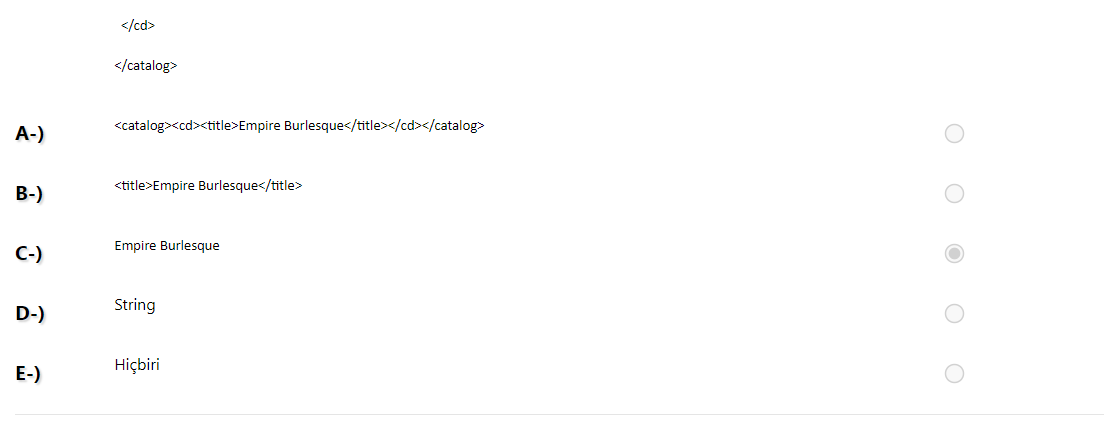 </cd>
</catalog>
A-) <catalog><cd><title>Empire Burlesque</title></cd></catalog>
B-) <title>Empire Burlesque</title>
C-) Empire Burlesque
D-) String
E-) Hiçbiri